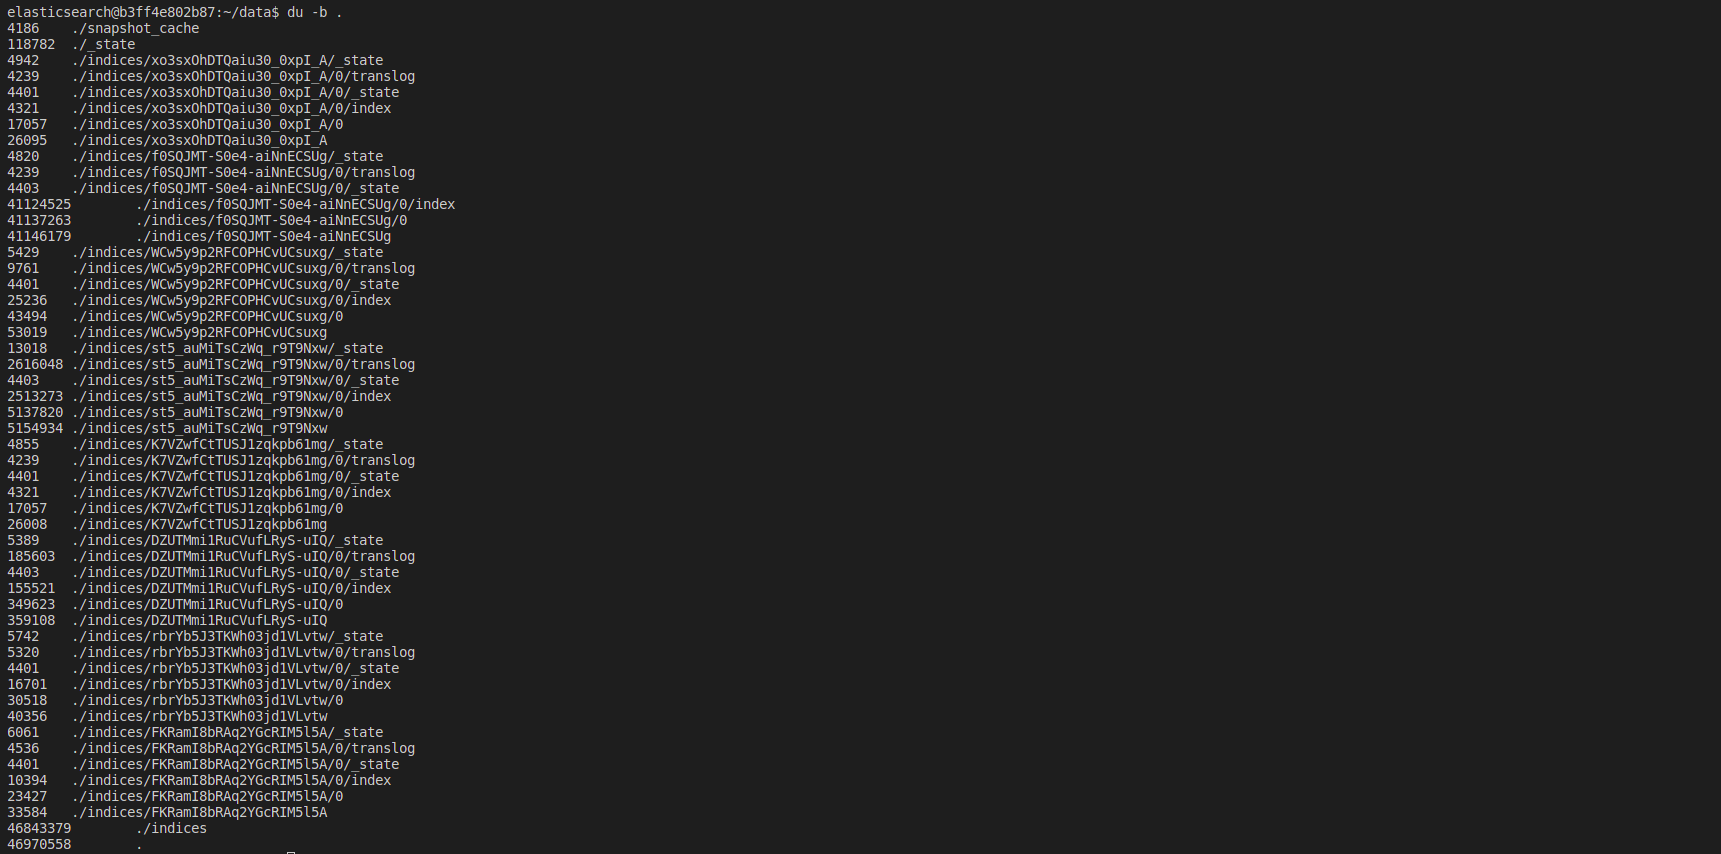 elasticsearch@b3ff4e802b87:~/data$ du -b .
4186    ./snapshot_cache
118782  ./_state
4942    ./indices/xo3sxOhDTQaiu30_0xpI_A/_state
4239    ./indices/xo3sxOhDTQaiu30_0xpI_A/0/translog
4401    ./indices/xo3sxOhDTQaiu30_0xpI_A/0/_state
4321    ./indices/xo3sxOhDTQaiu30_0xpI_A/0/index
17057   ./indices/xo3sxOhDTQaiu30_0xpI_A/0
26095   ./indices/xo3sxOhDTQaiu30_0xpI_A
4820    ./indices/f0SQJMT-S0e4-aiNnECSUg/_state
4239    ./indices/f0SQJMT-S0e4-aiNnECSUg/0/translog
4403    ./indices/f0SQJMT-S0e4-aiNnECSUg/0/_state
41124525        ./indices/f0SQJMT-S0e4-aiNnECSUg/0/index
41137263        ./indices/f0SQJMT-S0e4-aiNnECSUg/0
41146179        ./indices/f0SQJMT-S0e4-aiNnECSUg
5429    ./indices/WCw5y9p2RFCOPHCvUCsuxg/_state
9761    ./indices/WCw5y9p2RFCOPHCvUCsuxg/0/translog
4401    ./indices/WCw5y9p2RFCOPHCvUCsuxg/0/_state
25236   ./indices/WCw5y9p2RFCOPHCvUCsuxg/0/index
43494   ./indices/WCw5y9p2RFCOPHCvUCsuxg/0
53019   ./indices/WCw5y9p2RFCOPHCvUCsuxg
13018   ./indices/st5_auMiTsCzWq_r9T9Nxw/_state
2616048 ./indices/st5_auMiTsCzWq_r9T9Nxw/0/translog
4403    ./indices/st5_auMiTsCzWq_r9T9Nxw/0/_state
2513273 ./indices/st5_auMiTsCzWq_r9T9Nxw/0/index
5137820 ./indices/st5_auMiTsCzWq_r9T9Nxw/0
5154934 ./indices/st5_auMiTsCzWq_r9T9Nxw
4855    ./indices/K7VZwfCtTUSJ1zqkpb61mg/_state
4239    ./indices/K7VZwfCtTUSJ1zqkpb61mg/0/translog
4401    ./indices/K7VZwfCtTUSJ1zqkpb61mg/0/_state
4321    ./indices/K7VZwfCtTUSJ1zqkpb61mg/0/index
17057   ./indices/K7VZwfCtTUSJ1zqkpb61mg/0
26008   ./indices/K7VZwfCtTUSJ1zqkpb61mg
5389    ./indices/DZUTMmi1RuCVufLRyS-uIQ/_state
185603  ./indices/DZUTMmi1RuCVufLRyS-uIQ/0/translog
4403    ./indices/DZUTMmi1RuCVufLRyS-uIQ/0/_state
155521  ./indices/DZUTMmi1RuCVufLRyS-uIQ/0/index
349623  ./indices/DZUTMmi1RuCVufLRyS-uIQ/0
359108  ./indices/DZUTMmi1RuCVufLRyS-uIQ
5742    ./indices/rbrYb5J3TKWh03jd1VLvtw/_state
5320    ./indices/rbrYb5J3TKWh03jd1VLvtw/0/translog
4401    ./indices/rbrYb5J3TKWh03jd1VLvtw/0/_state
16701   ./indices/rbrYb5J3TKWh03jd1VLvtw/0/index
30518   ./indices/rbrYb5J3TKWh03jd1VLvtw/0
40356   ./indices/rbrYb5J3TKWh03jd1VLvtw
6061    ./indices/FKRamI8bRAq2YGcRIM5l5A/_state
4536    ./indices/FKRamI8bRAq2YGcRIM5l5A/0/translog
4401    ./indices/FKRamI8bRAq2YGcRIM5l5A/0/_state
10394   ./indices/FKRamI8bRAq2YGcRIM5l5A/0/index
23427   ./indices/FKRamI8bRAq2YGcRIM5l5A/0
33584   ./indices/FKRamI8bRAq2YGcRIM5l5A
46843379        ./indices
46970558        .